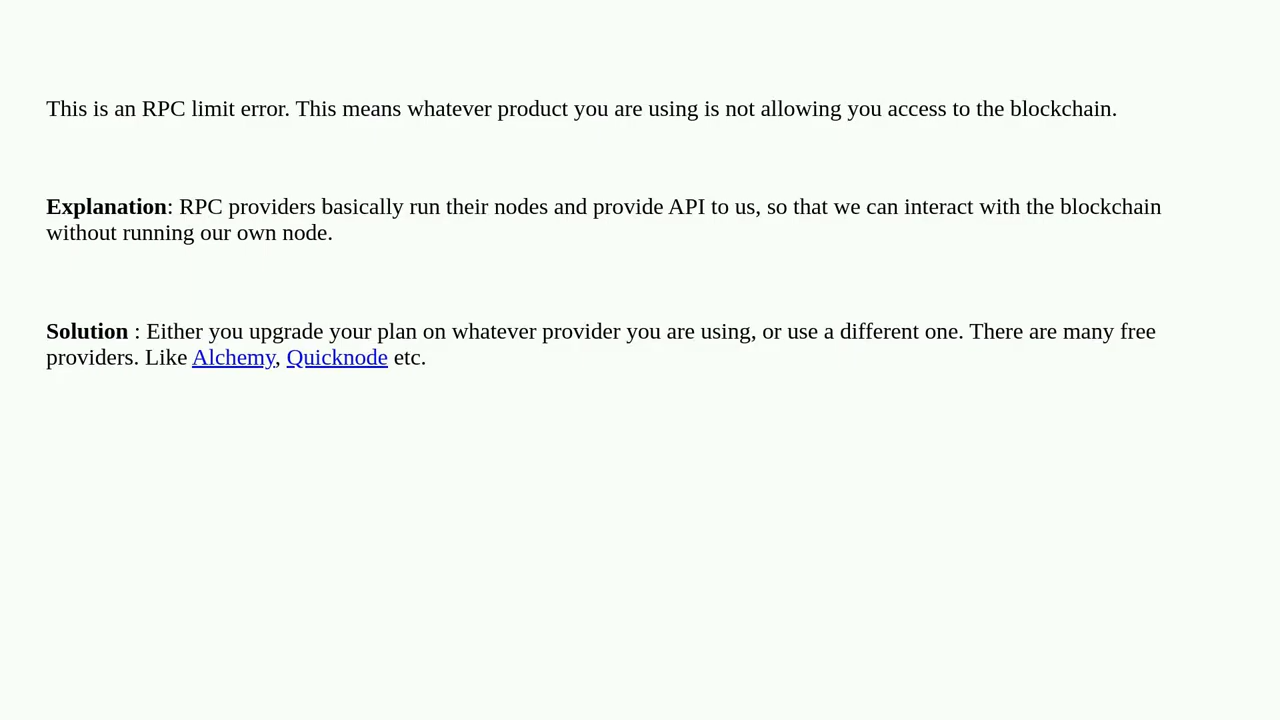 This is an RPC limit error. This means whatever product you are using is not allowing you access to the blockchain.
Explanation: RPC providers basically run their nodes and provide API to us, so that we can interact with the blockchain
without running our own node.
Solution : Either you upgrade your plan on whatever provider you are using, or use a different one. There are many free
providers. Like Alchemy, Quicknode etc.